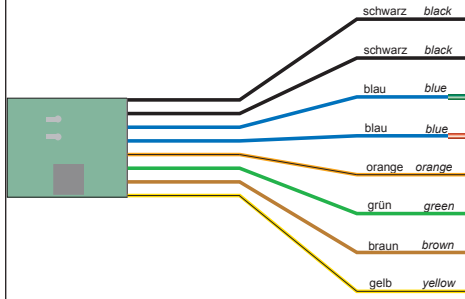 schwarz black
schwarz black
blau blue
blau blue
orange orange
grün green
braun brown
gelb yellow